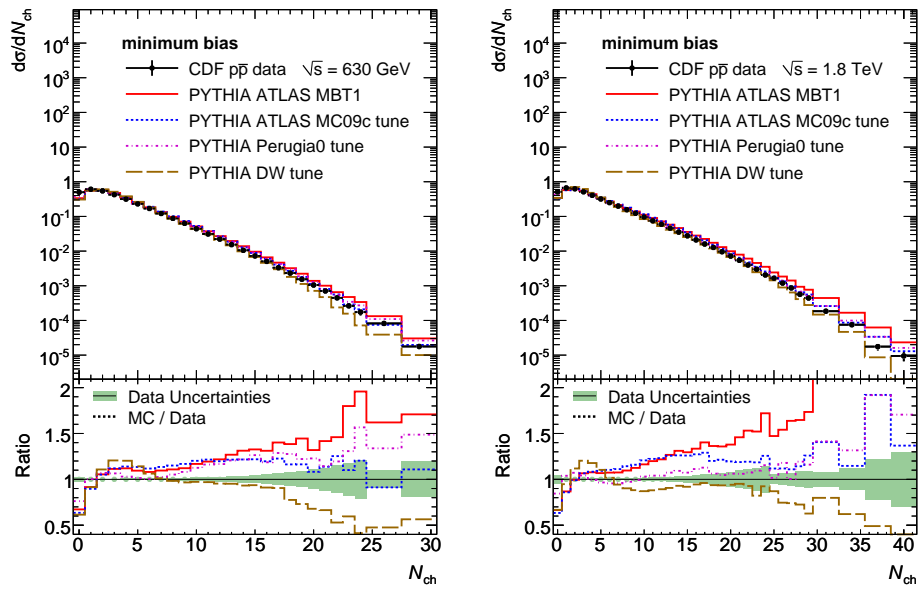 dσ/dN_ch
10^4
10^3
10^2
10
1
10^-1
10^-2
10^-3
10^-4
10^-5
minimum bias
CDF pp̅ data √s = 630 GeV
PYTHIA ATLAS MBT1
PYTHIA ATLAS MC09c tune
PYTHIA Perugia0 tune
PYTHIA DW tune
Ratio
2
1.5
1
0.5
Data Uncertainties
MC / Data
0 5 10 15 20 25 30
N_ch
dσ/dN_ch
10^4
10^3
10^2
10
1
10^-1
10^-2
10^-3
10^-4
10^-5
minimum bias
CDF pp̅ data √s = 1.8 TeV
PYTHIA ATLAS MBT1
PYTHIA ATLAS MC09c tune
PYTHIA Perugia0 tune
PYTHIA DW tune
Ratio
2
1.5
1
0.5
Data Uncertainties
MC / Data
0 5 10 15 20 25 30 35 40
N_ch